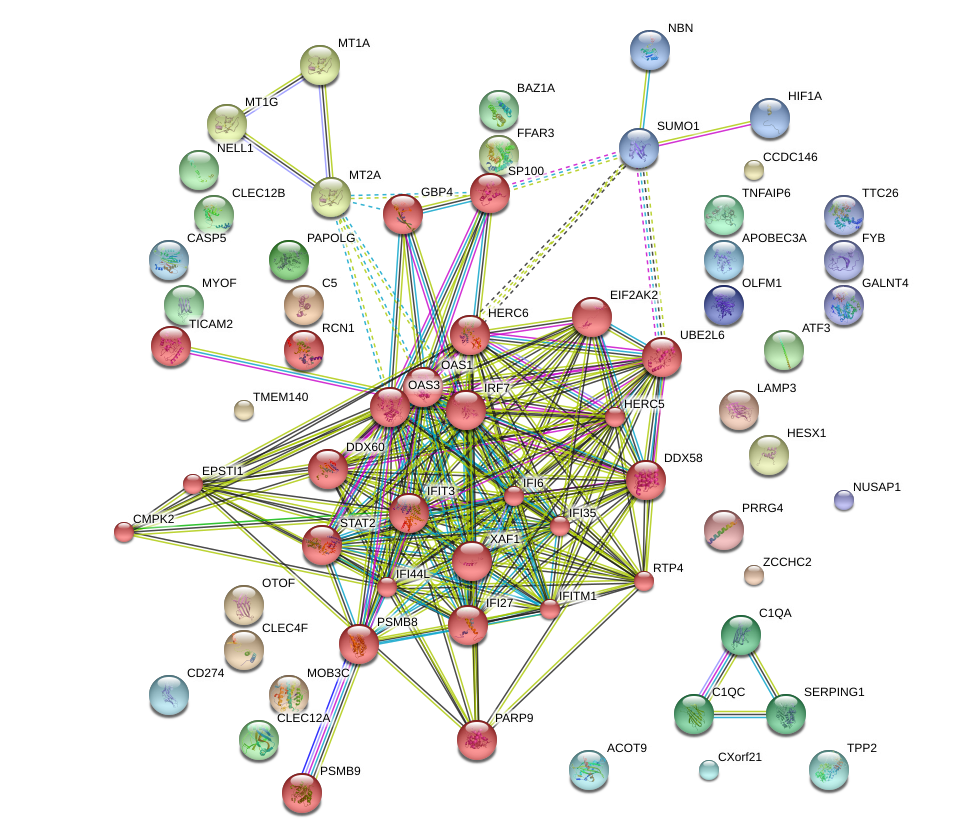 NBN
MT1A
BAZ1A
HIF1A
MT1G
SUMO1
FFAR3
NELL1
CCDC146
SP100
MT2A
CLEC12B
GBP4
TNFAIP6
TTC26
CASP5
PAPOLG
APOBEC3A
FYB
MYOF
C5
OLFM1
GALNT4
EIF2AK2
HERC6
TICAM2
RCN1
UBE2L6
ATF3
OAS1
OAS3
IRF7
LAMP3
TMEM140
HERC5
HESX1
DDX60
DDX58
EPSTI1
IFI6
NUSAP1
IFIT3
CMPK2
IFI35
PRRG4
STAT2
XAF1
ZCCHC2
RTP4
IFI44L
OTOF
IFI27
IFITM1
C1QA
PSMB8
CLEC4F
CD274
MOB3C
C1QC
SERPING1
CLEC12A
PARP9
ACOT9
CXorf21
TPP2
PSMB9